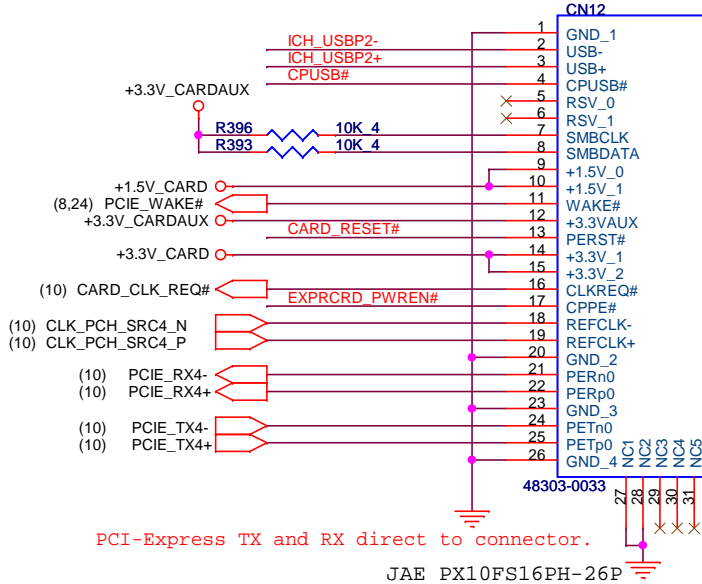 CN12
1 GND_1
ICH_USBP2- 2 USB-
ICH_USBP2+ 3 USB+
CPUSB# 4 CPUSB#
+3.3V_CARDAUX
5 RSV_0
6 RSV_1
R396 10K_4 7 SMBCLK
R393 10K_4 8 SMBDATA
9 +1.5V_0
+1.5V_CARD 10 +1.5V_1
(8,24) PCIE_WAKE# 11 WAKE#
+3.3V_CARDAUX 12 +3.3VAUX
CARD_RESET# 13 PERST#
+3.3V_CARD 14 +3.3V_1
15 +3.3V_2
(10) CARD_CLK_REQ# 16 CLKREQ#
EXPRCRD_PWREN# 17 CPPE#
(10) CLK_PCH_SRC4_N 18 REFCLK-
(10) CLK_PCH_SRC4_P 19 REFCLK+
20 GND_2
(10) PCIE_RX4- 21 PERn0
(10) PCIE_RX4+ 22 PERp0
23 GND_3
(10) PCIE_TX4- 24 PETn0
(10) PCIE_TX4+ 25 PETp0
26 GND_4
NC1 NC2 NC3 NC4 NC5
48303-0033
27 28 29 30 31
PCI-Express TX and RX direct to connector.
JAE PX10FS16PH-26P